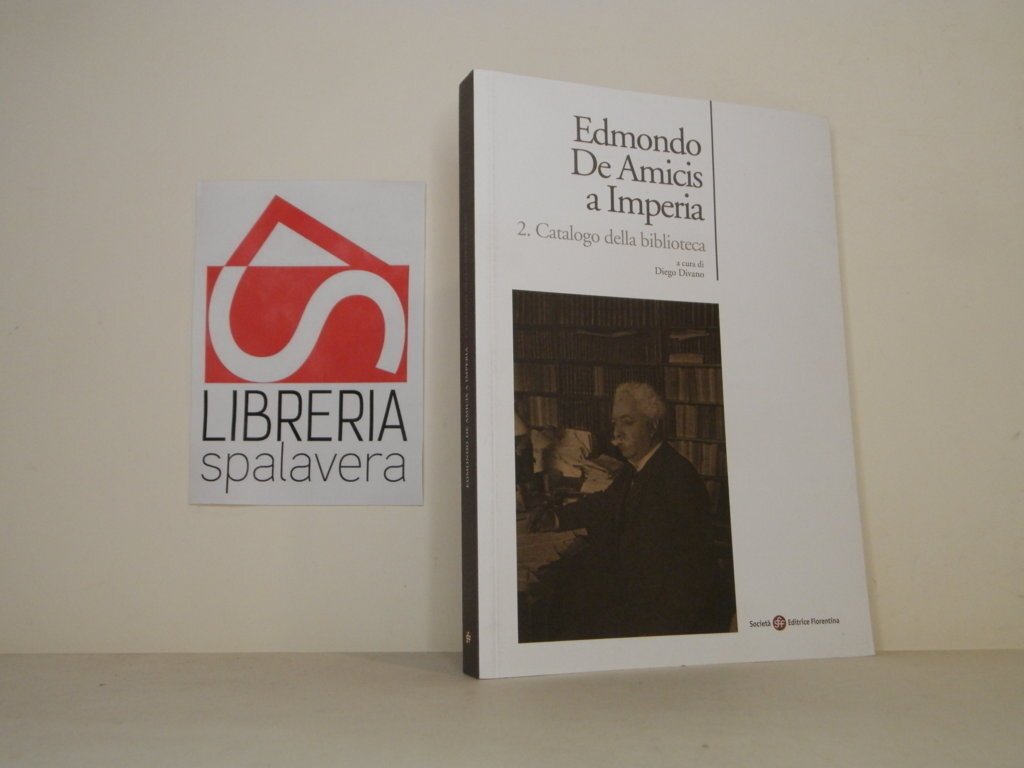 LIBRERIA
spalavera
EDMONDO DE AMICIS A IMPERIA
Edmondo
De Amicis
a Imperia
2. Catalogo della biblioteca
a cura di
Diego Divano
Società sef Editrice Fiorentina